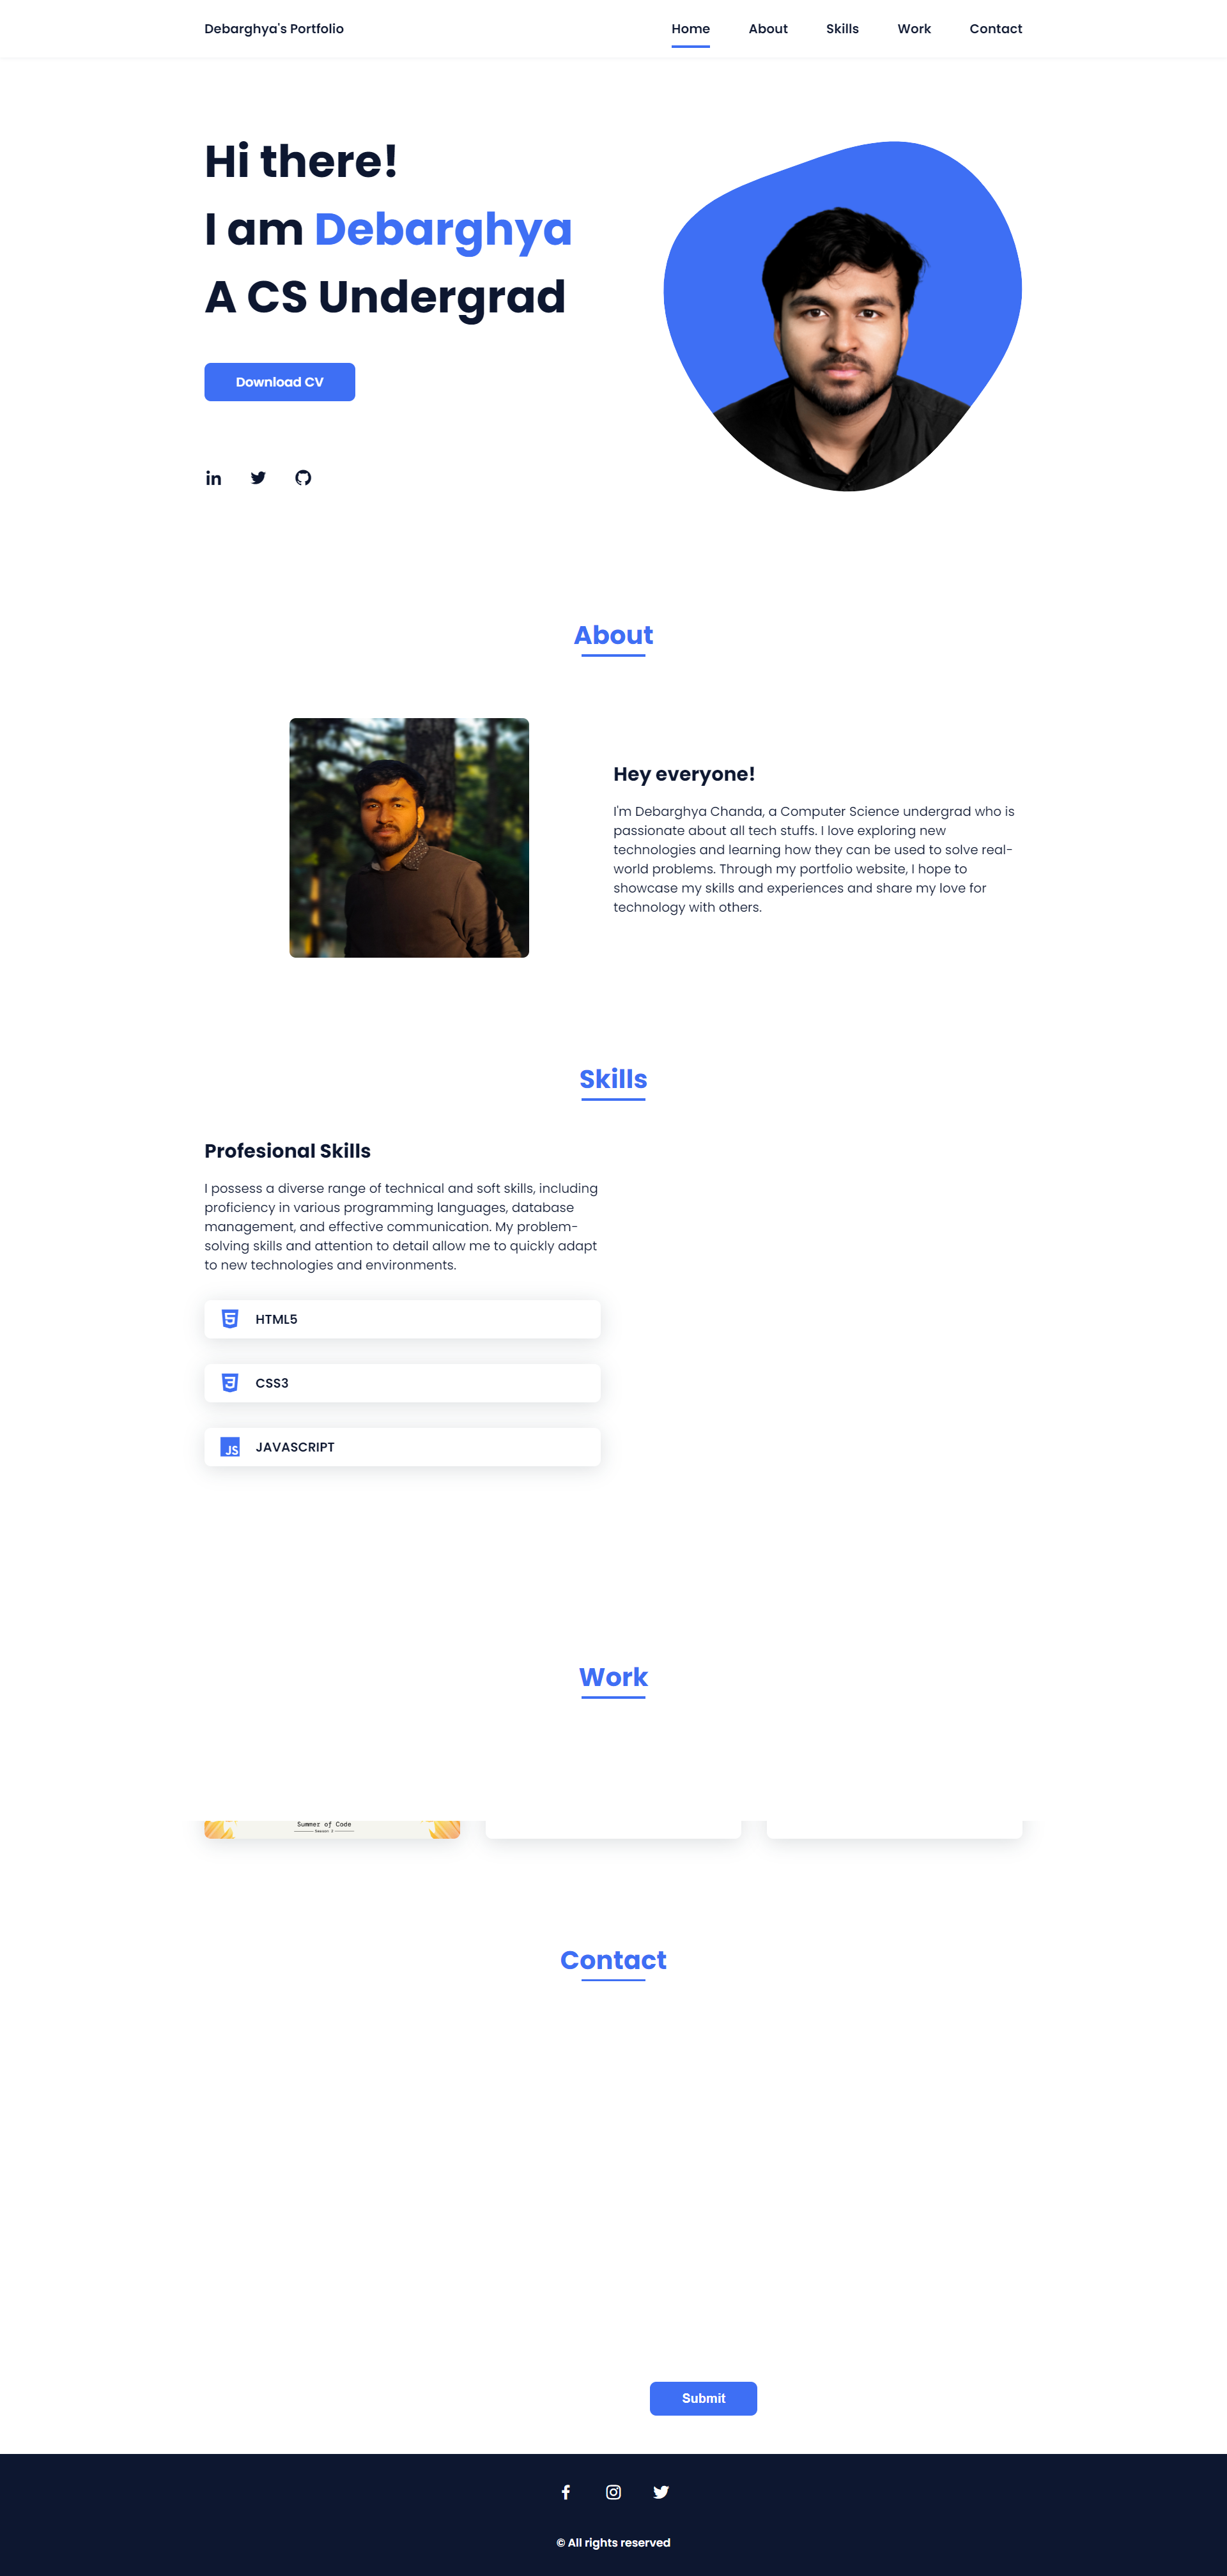 Debarghya's Portfolio
Home
About
Skills
Work
Contact
Hi there!
I am Debarghya
A CS Undergrad
Download CV
in
About
Hey everyone!
I'm Debarghya Chanda, a Computer Science undergrad who is
passionate about all tech stuffs. I love exploring new
technologies and learning how they can be used to solve real-
world problems. Through my portfolio website, I hope to
showcase my skills and experiences and share my love for
technology with others.
Skills
Profesional Skills
I possess a diverse range of technical and soft skills, including
proficiency in various programming languages, database
management, and effective communication. My problem-
solving skills and attention to detail allow me to quickly adapt
to new technologies and environments.
HTML5
CSS3
JS JAVASCRIPT
Work
Summer of Code
Contact
Submit
© All rights reserved